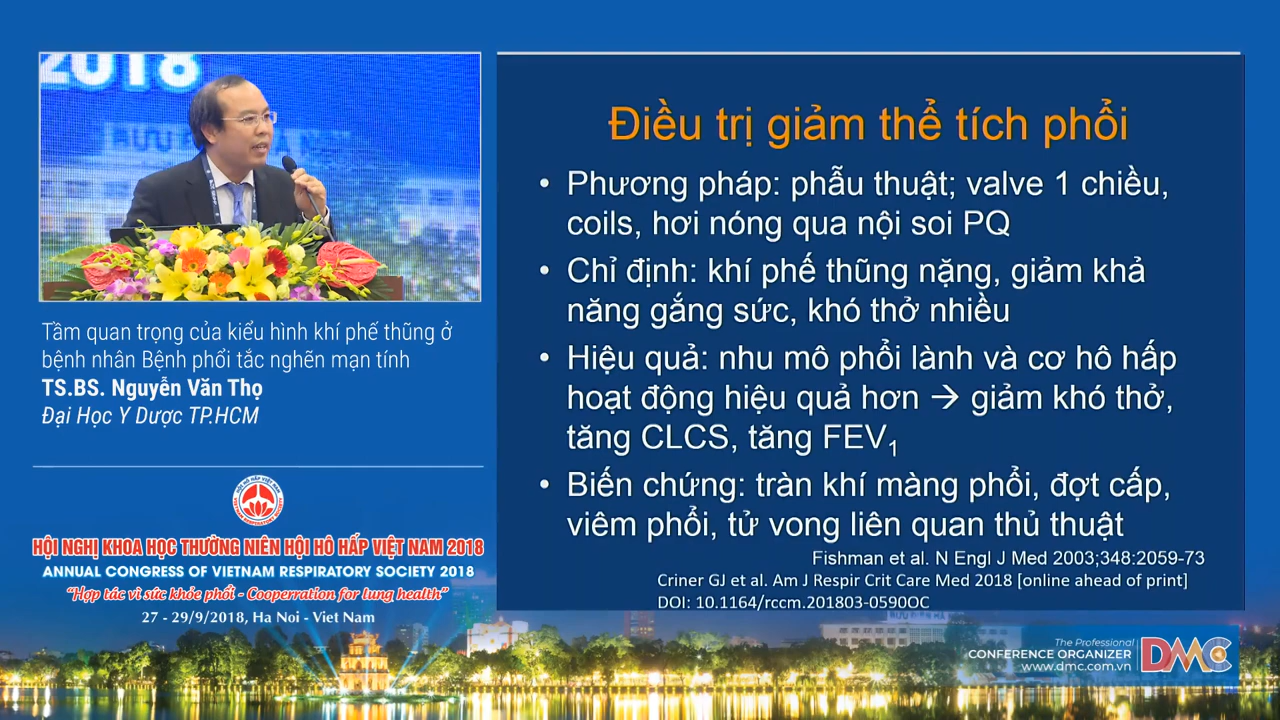 2018
Tầm quan trọng của kiểu hình khí phế thũng ở
bệnh nhân Bệnh phổi tắc nghẽn mạn tính
TS.BS. Nguyễn Văn Thọ
Đại Học Y Dược TP.HCM
HỘI NGHỊ KHOA HỌC THƯỜNG NIÊN HỘI HÔ HẤP VIỆT NAM 2018
ANNUAL CONGRESS OF VIETNAM RESPIRATORY SOCIETY 2018
“Hợp tác vì sức khỏe phổi - Cooperration for lung health”
27 - 29/9/2018, Ha Noi - Viet Nam
Điều trị giảm thể tích phổi
• Phương pháp: phẫu thuật; valve 1 chiều,
coils, hơi nóng qua nội soi PQ
• Chỉ định: khí phế thũng nặng, giảm khả
năng gắng sức, khó thở nhiều
• Hiệu quả: nhu mô phổi lành và cơ hô hấp
hoạt động hiệu quả hơn → giảm khó thở,
tăng CLCS, tăng FEV₁
• Biến chứng: tràn khí màng phổi, đợt cấp,
viêm phổi, tử vong liên quan thủ thuật
Fishman et al. N Engl J Med 2003;348:2059-73
Criner GJ et al. Am J Respir Crit Care Med 2018 [online ahead of print]
DOI: 10.1164/rccm.201803-0590OC
The Professional
CONFERENCE ORGANIZER
www.dmc.com.vn
DMC